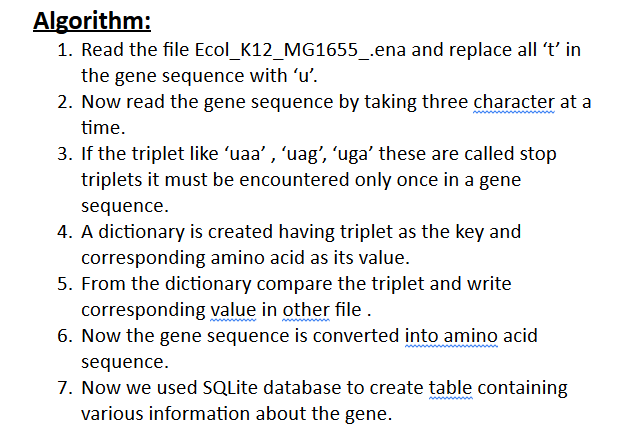 Algorithm:
1. Read the file Ecol_K12_MG1655_.ena and replace all ‘t’ in
the gene sequence with ‘u’.
2. Now read the gene sequence by taking three character at a
time.
3. If the triplet like ‘uaa’ , ‘uag’, ‘uga’ these are called stop
triplets it must be encountered only once in a gene
sequence.
4. A dictionary is created having triplet as the key and
corresponding amino acid as its value.
5. From the dictionary compare the triplet and write
corresponding value in other file .
6. Now the gene sequence is converted into amino acid
sequence.
7. Now we used SQLite database to create table containing
various information about the gene.